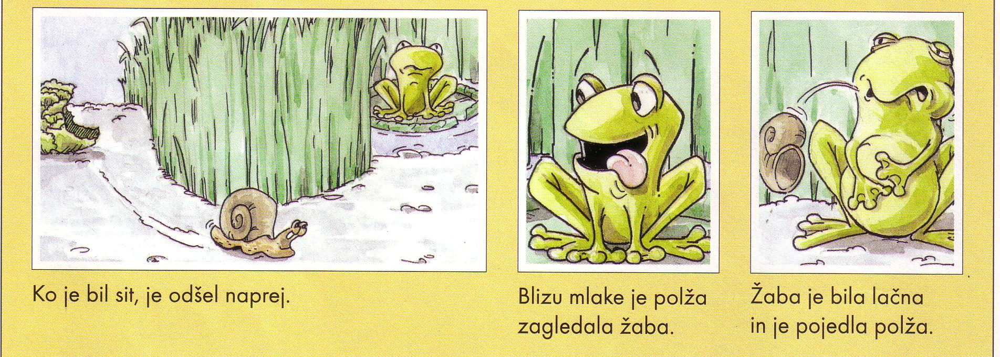 Ko je bil sit, je odšel naprej.
Blizu mlake je polža
zagledala žaba.
Žaba je bila lačna
in je pojedla polža.